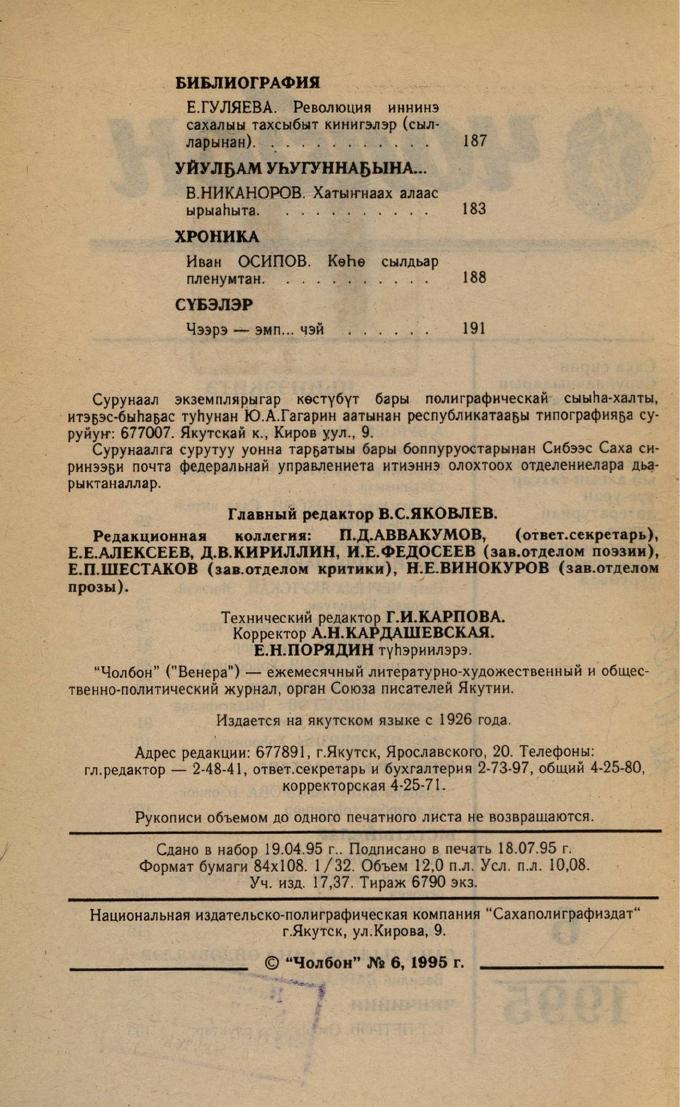 БИБЛИОГРАФИЯ
Е.ГУЛЯЕВА. Революция иннинэ
сахалыы тахсыбыт кинигэлэр (сыл-
ларынан). . . . . . . . . . . . 187
УЙУЛҔАМ УҺУГУННАҔЫНА...
В.НИКАНОРОВ. Хатыҥнаах алаас
ырыаһыта. . . . . . . . . . . 183
ХРОНИКА
Иван ОСИПОВ. Көһө сылдьар
пленумтан. . . . . . . . . . . 188
СҮБЭЛЭР
Чээрэ — эмп... чэй . . . . . . 191
Сурунаал экземплярыгар көстүбүт бары полиграфическай сыыһа-халты,
итэҕэс-быһаҕас туһунан Ю.А.Гагарин аатынан республикатааҕы типографияҕа су-
руйуҥ: 677007. Якутскай к., Киров уул., 9.
Сурунаалга сурутуу уонна тарҕатыы бары боппуруостарынан Сибээс Саха си-
ринээҕи почта федеральнай управлениета итиэннэ олохтоох отделениелара дьа-
рыктаналлар.
Главный редактор В.С.ЯКОВЛЕВ.
Редакционная коллегия: П.Д.АВВАКУМОВ, (ответ.секретарь),
Е.Е.АЛЕКСЕЕВ, Д.В.КИРИЛЛИН, И.Е.ФЕДОСЕЕВ (зав.отделом поэзии),
Е.П.ШЕСТАКОВ (зав.отделом критики), Н.Е.ВИНОКУРОВ (зав.отделом
прозы).
Технический редактор Г.И.КАРПОВА.
Корректор А.Н.КАРДАШЕВСКАЯ.
Е.Н.ПОРЯДИН түһэриилэрэ.
"Чолбон" ("Венера") — ежемесячный литературно-художественный и общес-
твенно-политический журнал, орган Союза писателей Якутии.
Издается на якутском языке с 1926 года.
Адрес редакции: 677891, г.Якутск, Ярославского, 20. Телефоны:
гл.редактор — 2-48-41, ответ.секретарь и бухгалтерия 2-73-97, общий 4-25-80,
корректорская 4-25-71.
Рукописи объемом до одного печатного листа не возвращаются.
Сдано в набор 19.04.95 г.. Подписано в печать 18.07.95 г.
Формат бумаги 84х108. 1/32. Объем 12,0 п.л. Усл. п.л. 10,08.
Уч. изд. 17,37. Тираж 6790 экз.
Национальная издательско-полиграфическая компания "Сахаполиграфиздат"
г.Якутск, ул.Кирова, 9.
© "Чолбон" № 6, 1995 г.